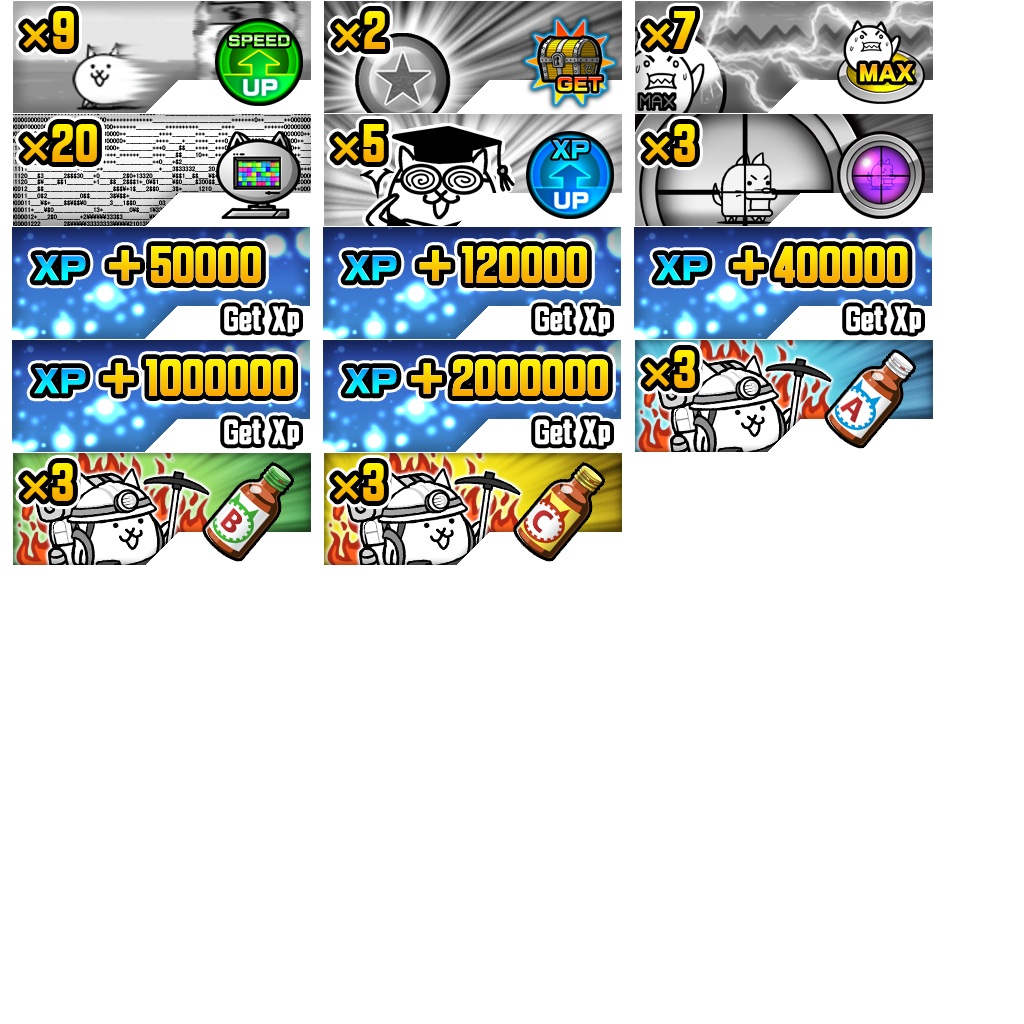 ×9
SPEED
UP
×2
GET
×7
MAX
MAX
×20
×5
XP
UP
×3
XP +50000
Get Xp
XP +120000
Get Xp
XP +400000
Get Xp
XP +1000000
Get Xp
XP +2000000
Get Xp
×3
A
×3
B
×3
C